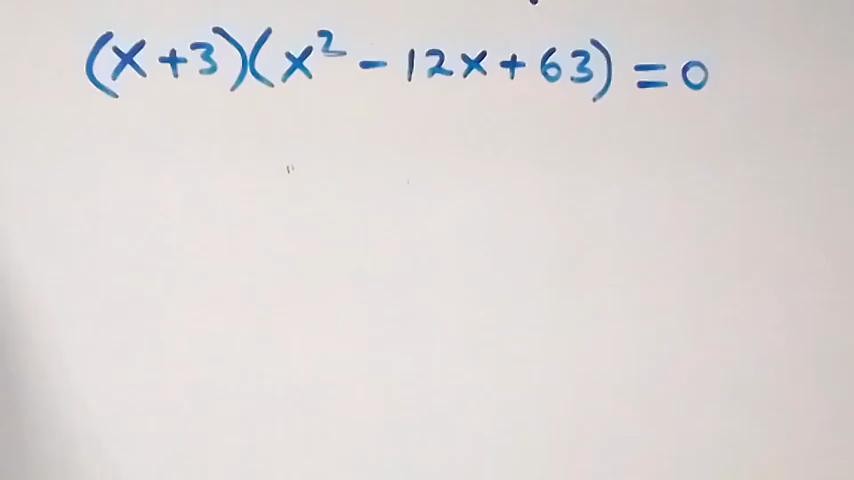 (x+3)(x² - 12x + 63) = 0